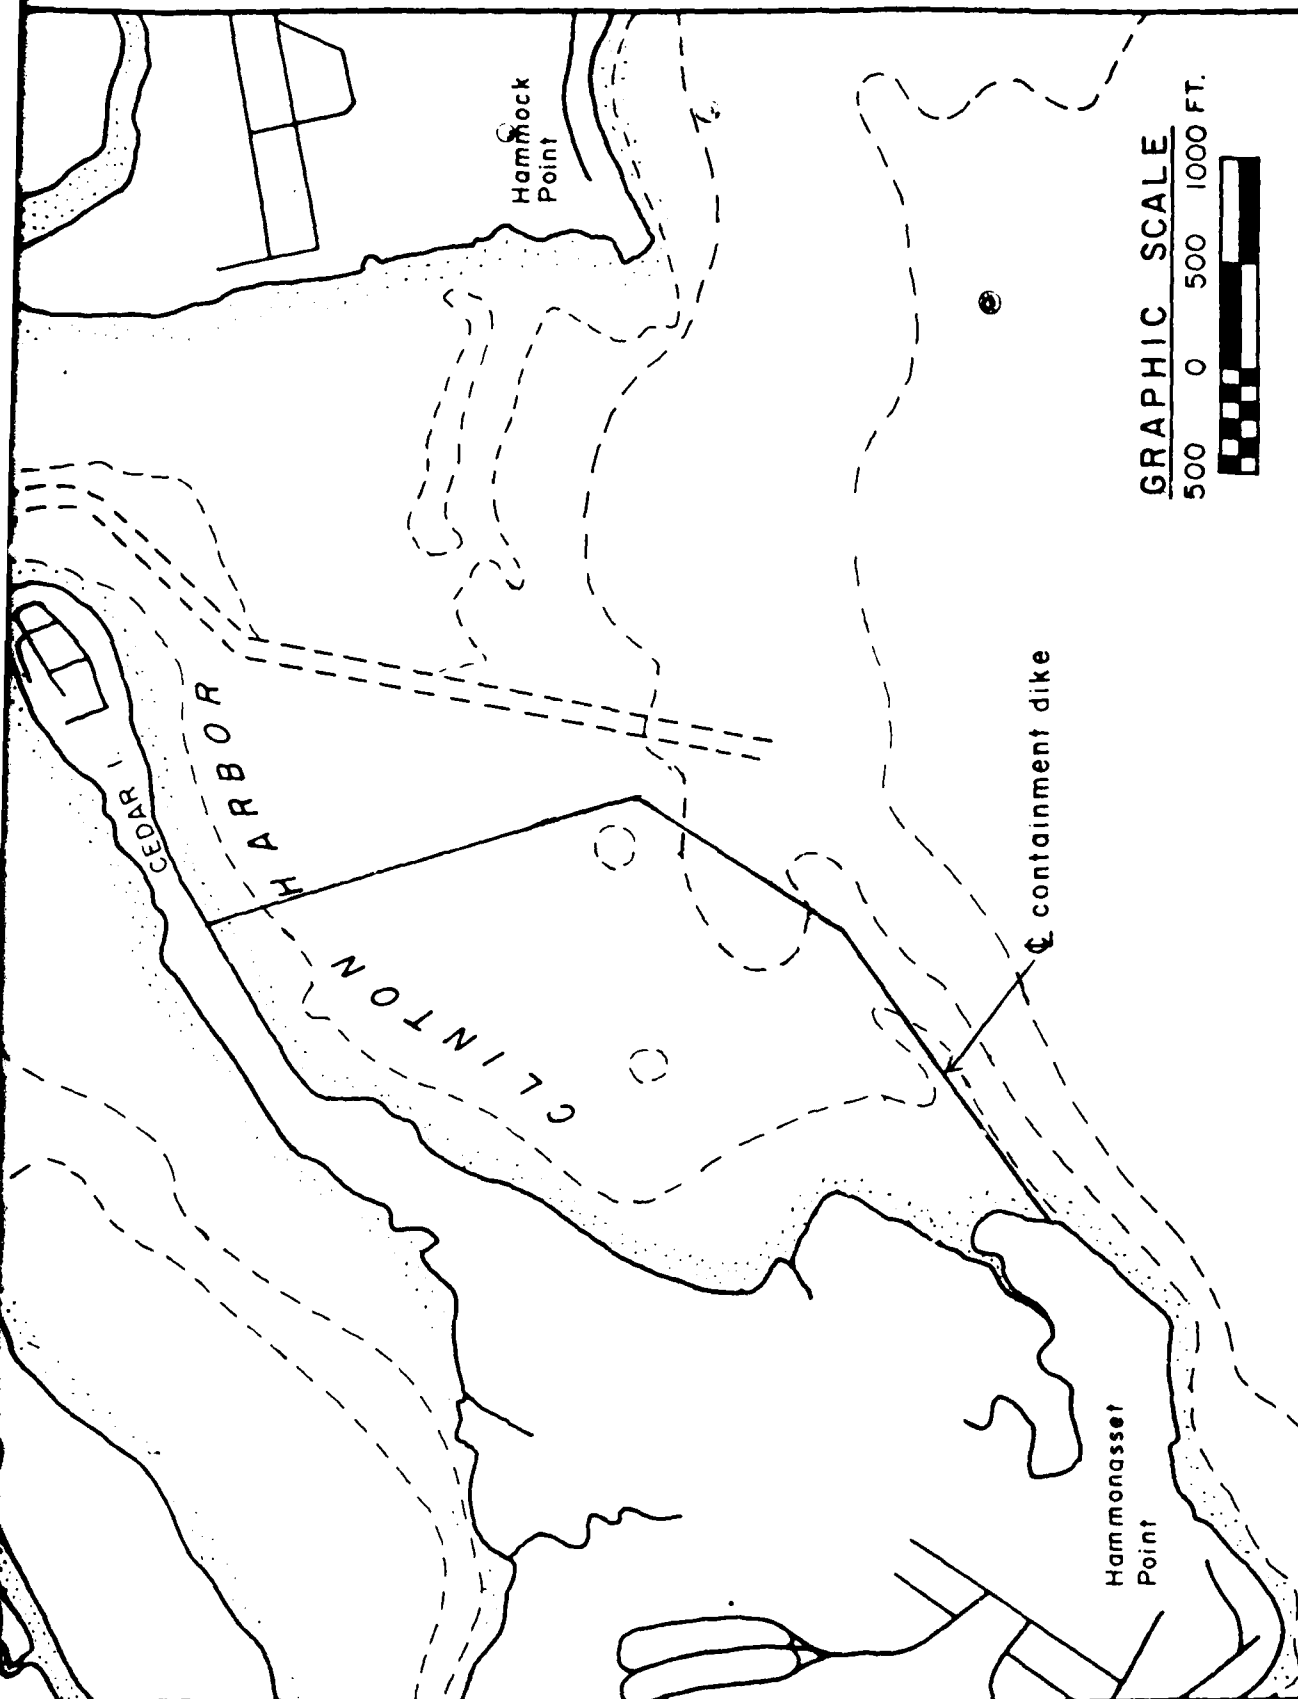 Hammock
Point
CEDAR I
CLINTON HARBOR
℄ containment dike
Hammonasset
Point
GRAPHIC SCALE
500 0 500 1000 FT.